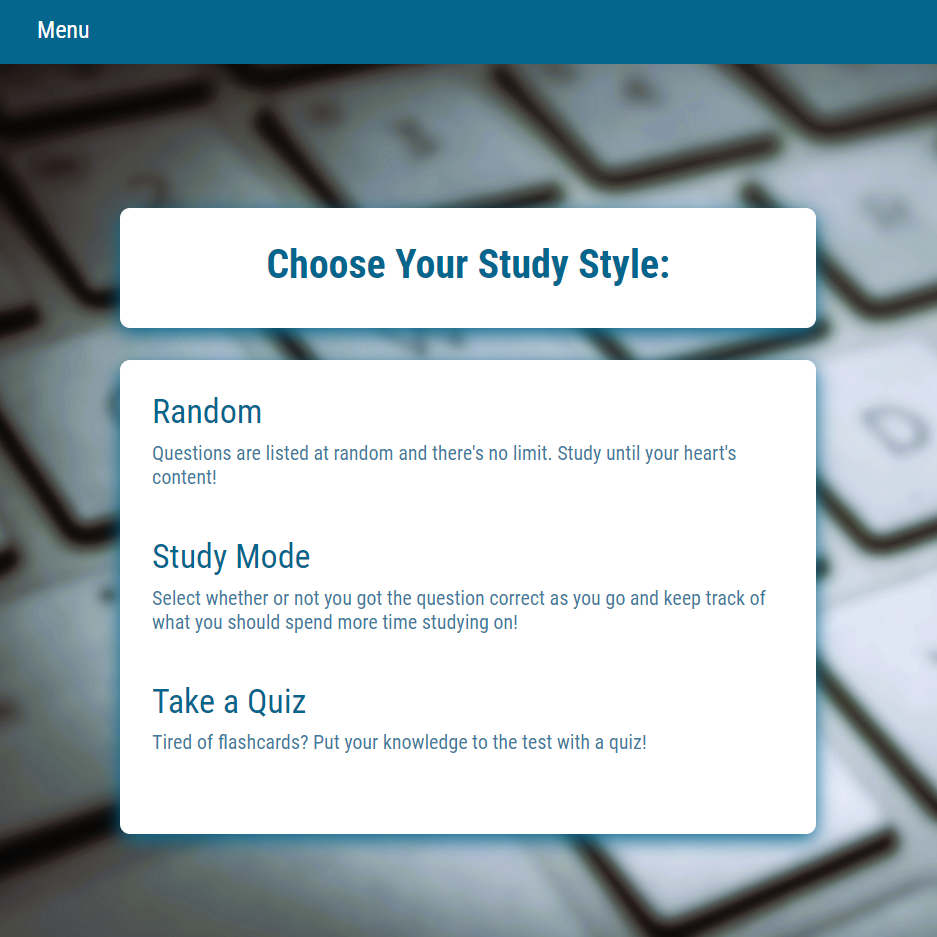 Menu
Choose Your Study Style:
Random
Questions are listed at random and there's no limit. Study until your heart's
content!
Study Mode
Select whether or not you got the question correct as you go and keep track of
what you should spend more time studying on!
Take a Quiz
Tired of flashcards? Put your knowledge to the test with a quiz!